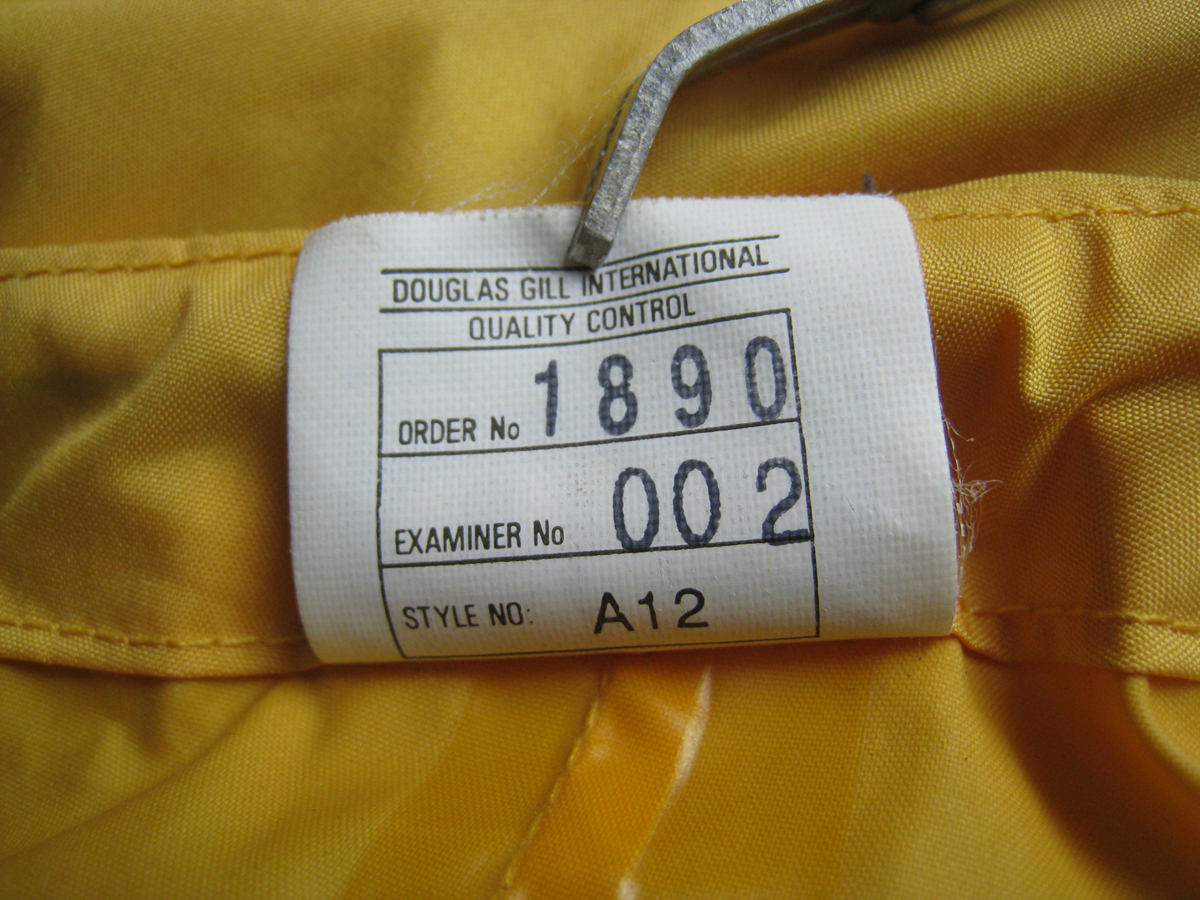 DOUGLAS GILL INTERNATIONAL
QUALITY CONTROL
ORDER No 1890
EXAMINER No 002
STYLE NO: A12